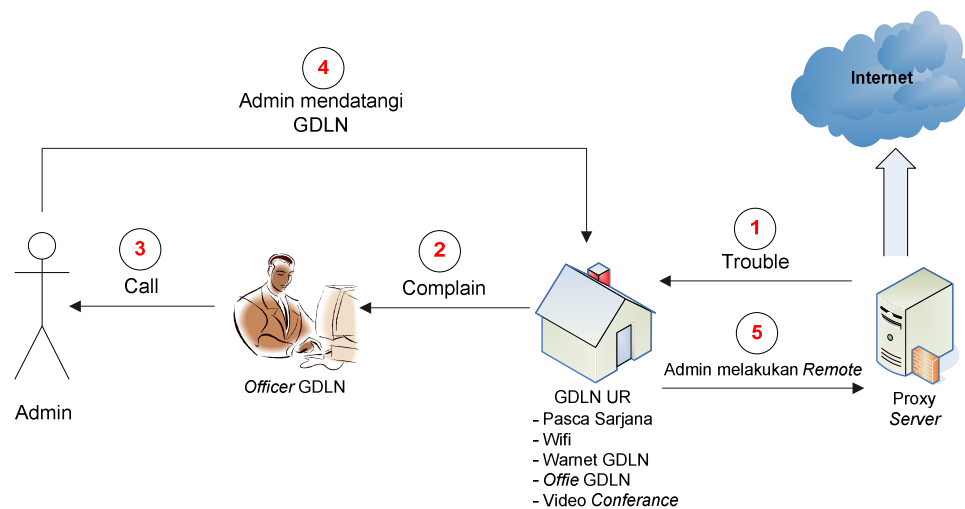 4
Admin mendatangi
GDLN
Internet
3
Call
2
Complain
1
Trouble
5
Admin melakukan Remote
Admin
Officer GDLN
GDLN UR
- Pasca Sarjana
- Wifi
- Warnet GDLN
- Offie GDLN
- Video Conferance
Proxy
Server